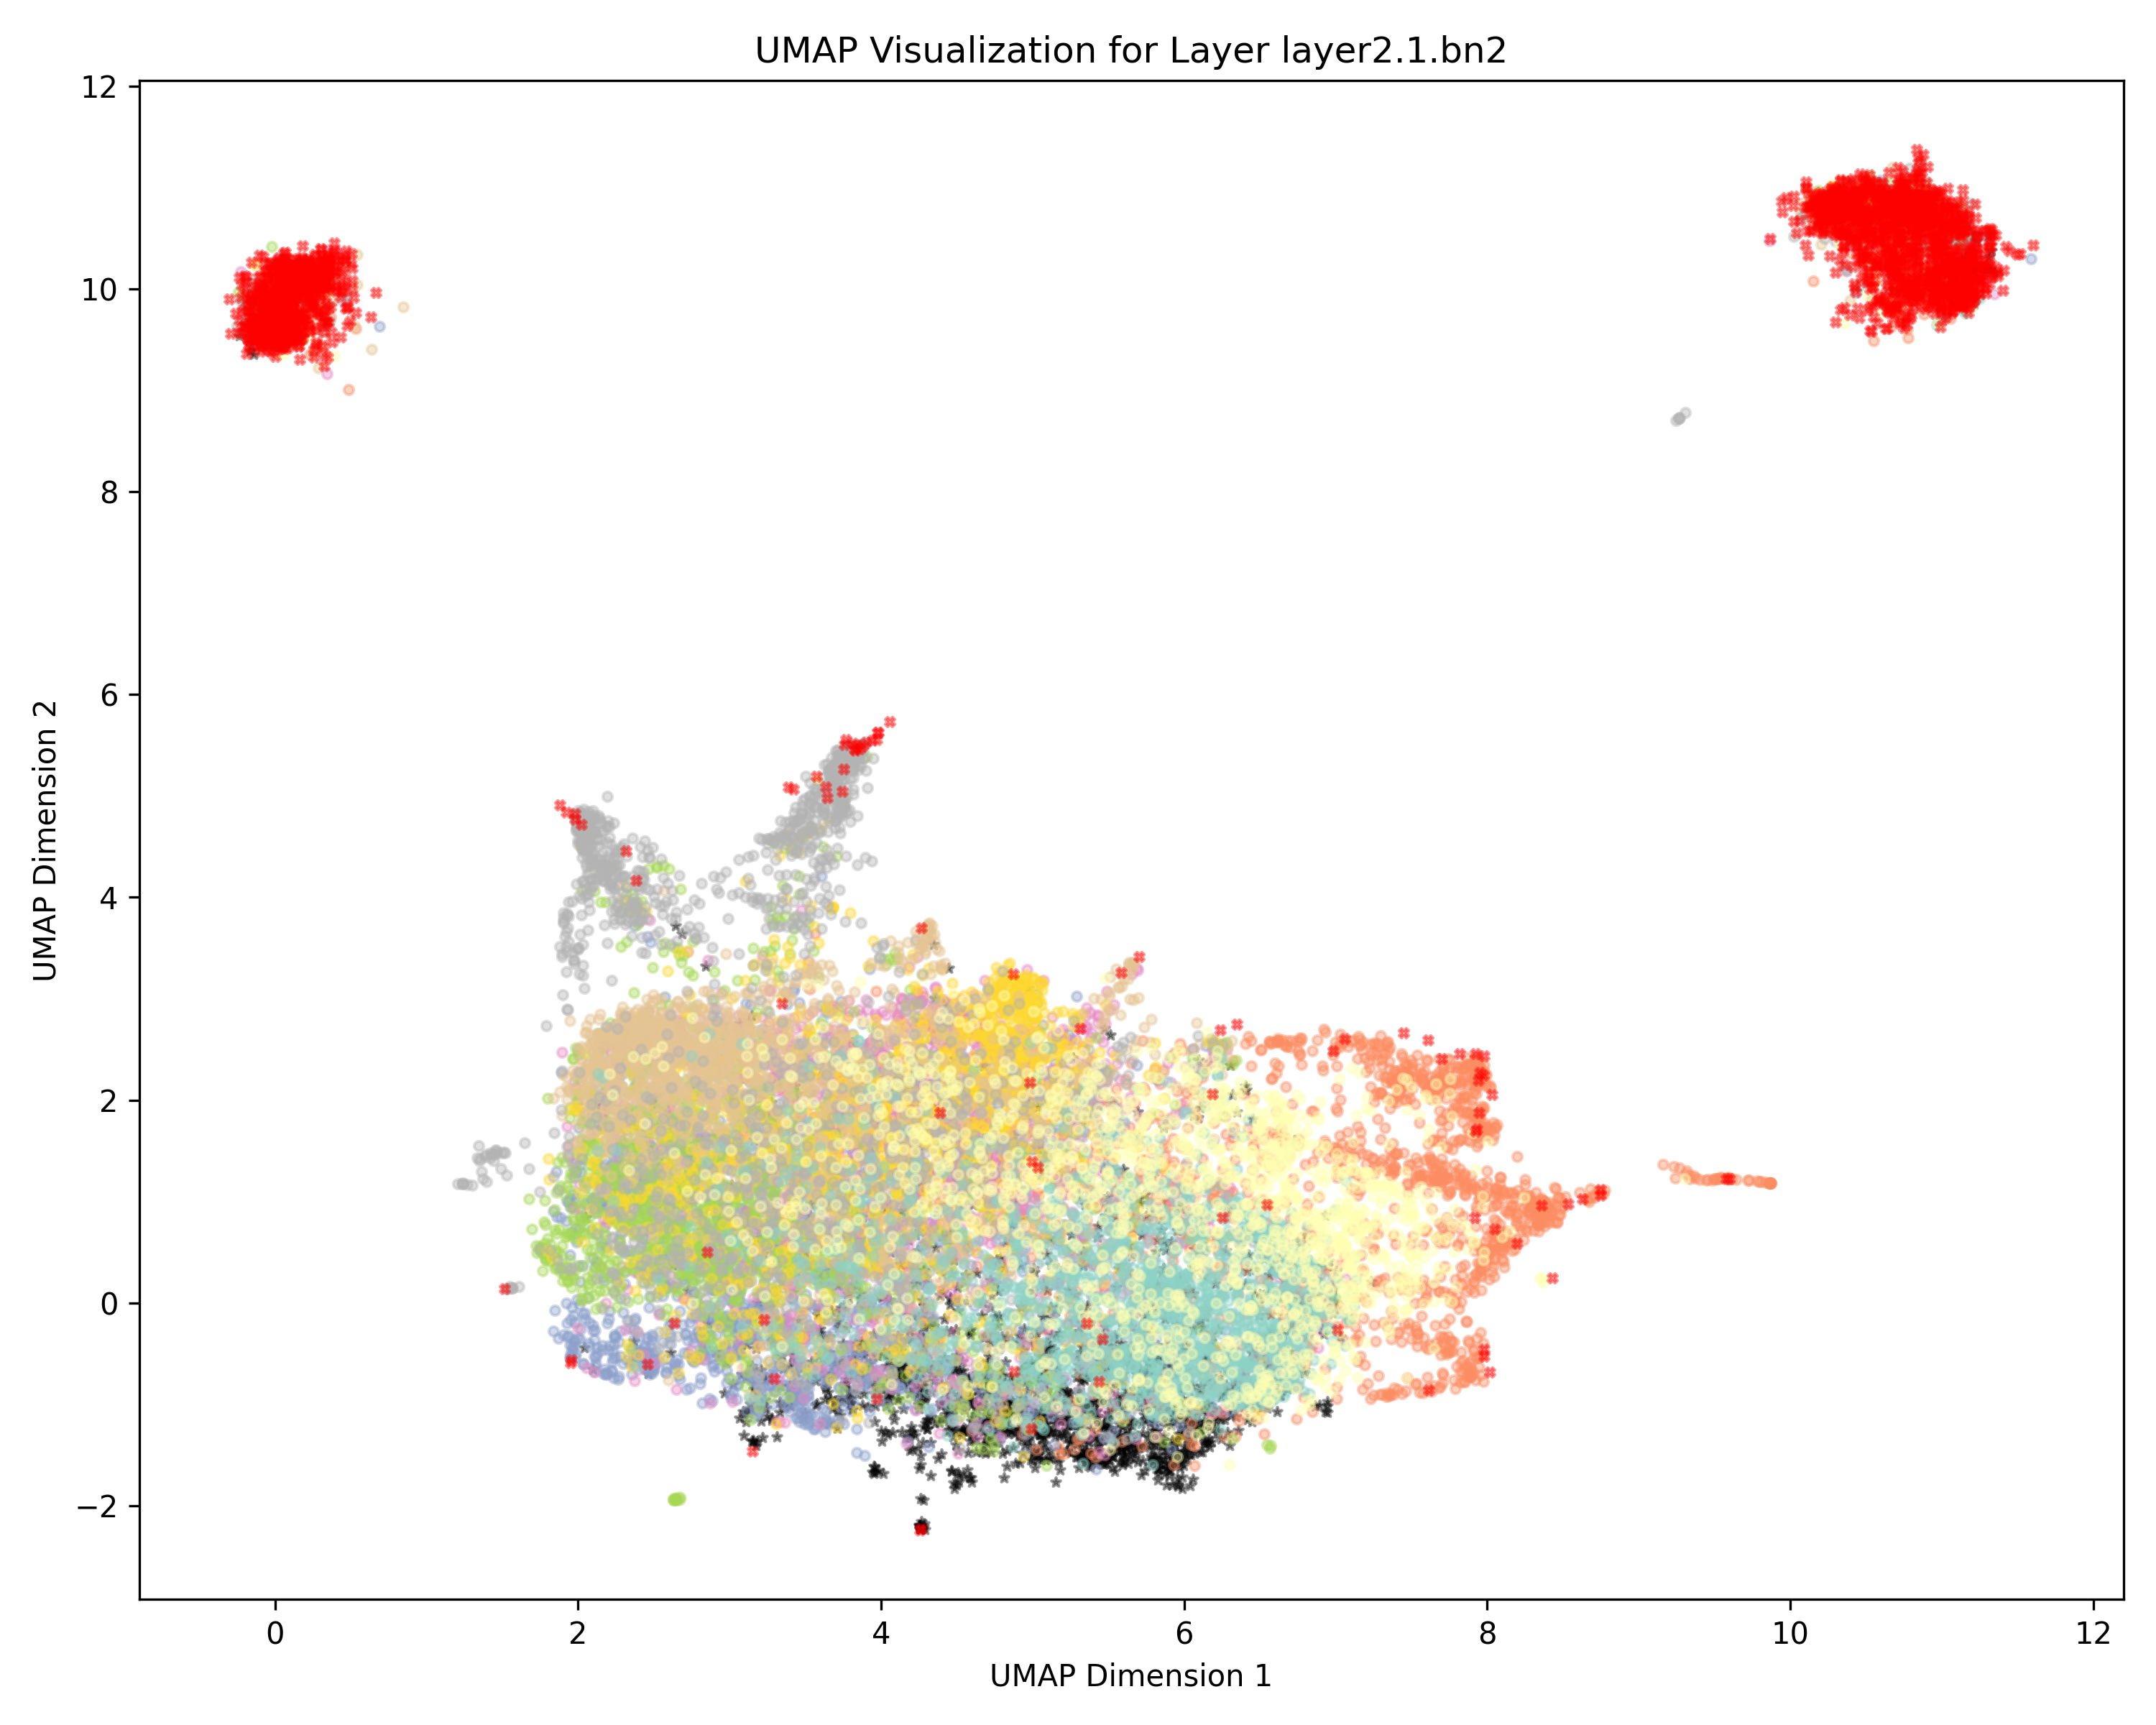 UMAP Visualization for Layer layer2.1.bn2
12
10
8
6
4
2
0
−2
UMAP Dimension 2
0 2 4 6 8 10 12
UMAP Dimension 1